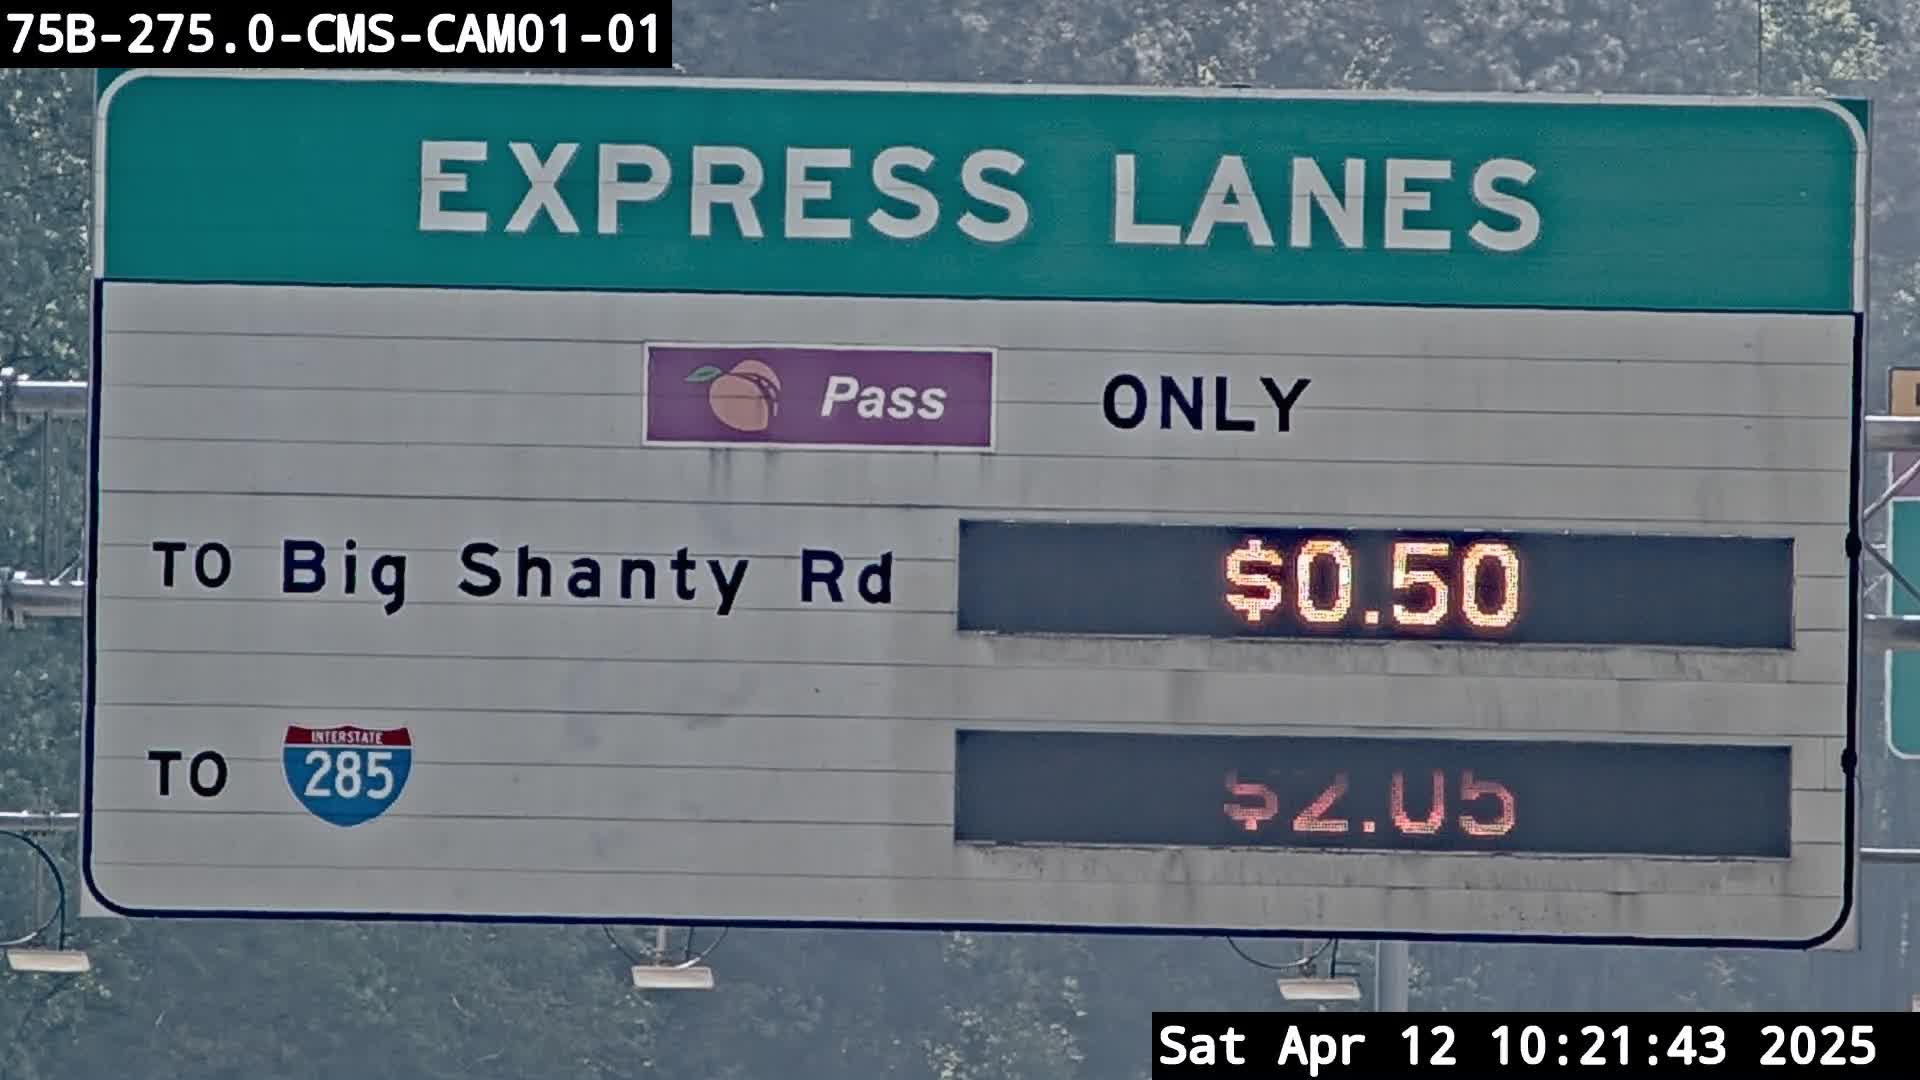 75B-275.0-CMS-CAM01-01
EXPRESS LANES
Pass ONLY
TO Big Shanty Rd $0.50
INTERSTATE
TO 285 $2.05
Sat Apr 12 10:21:43 2025